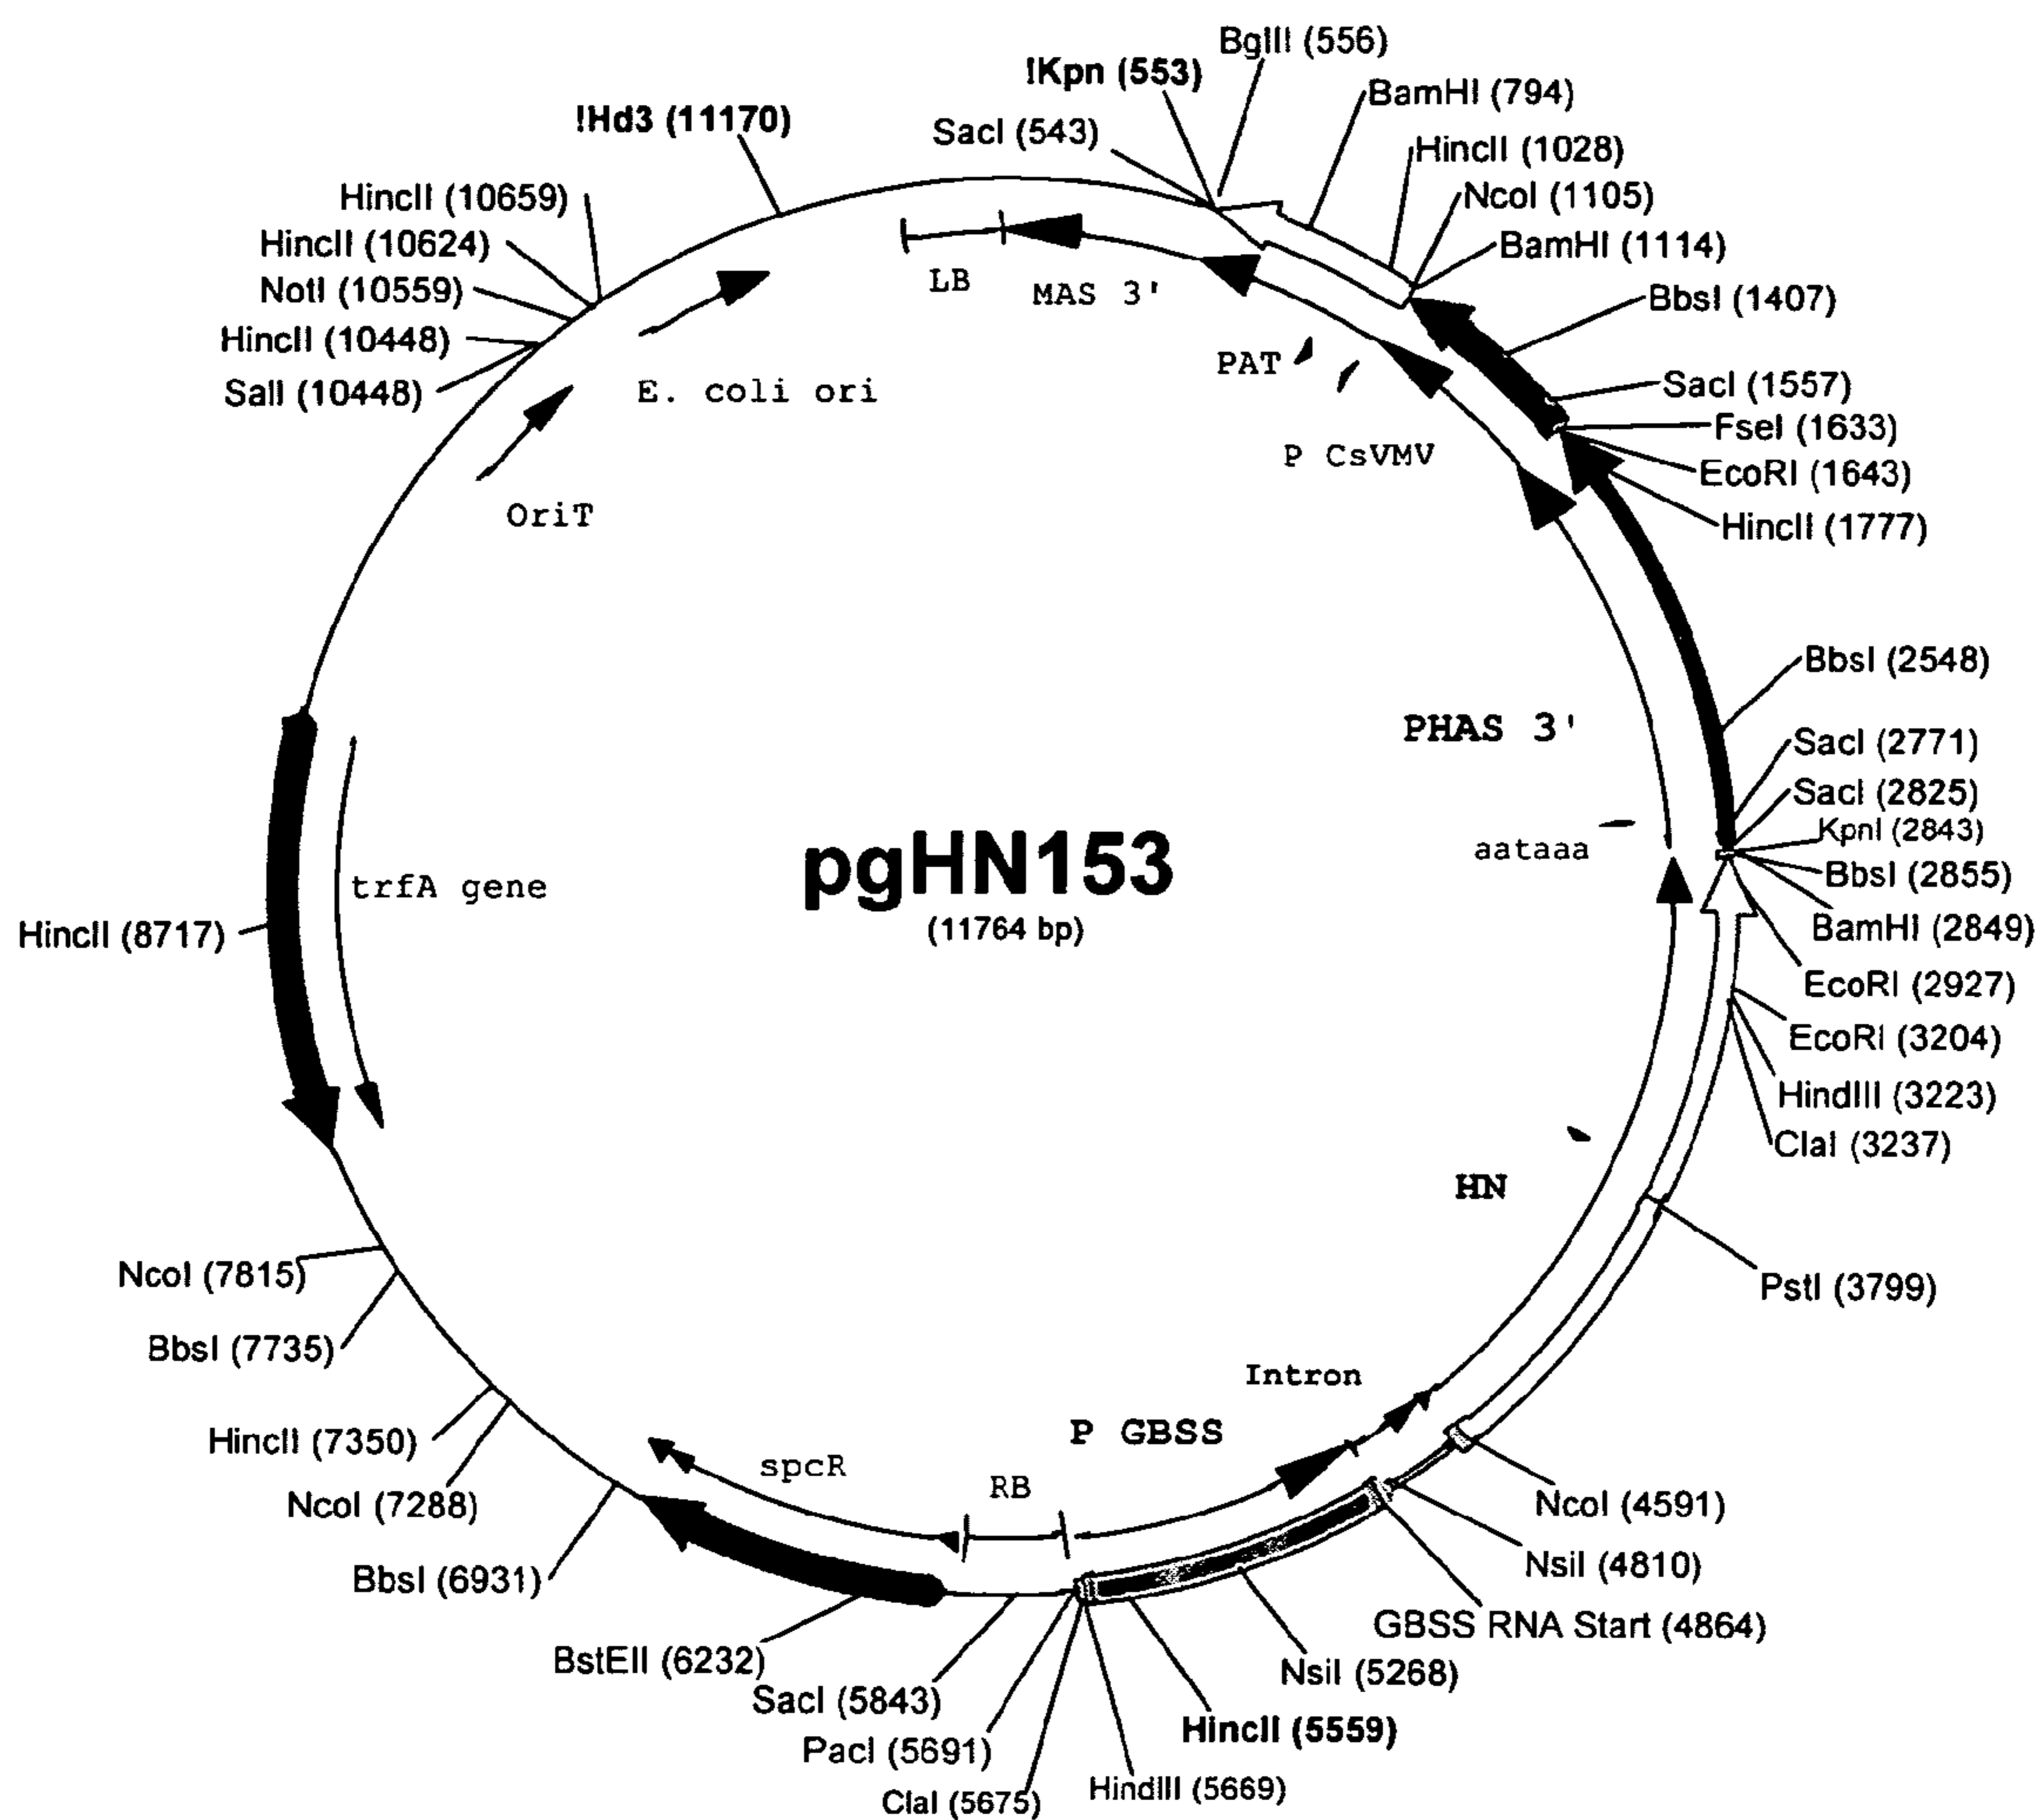 BglII (556)
!Kpn (553)
BamHI (794)
!Hd3 (11170)
SacI (543)
HincII (1028)
HincII (10659)
NcoI (1105)
HincII (10624)
BamHI (1114)
NotI (10559)
LB
MAS 3'
BbsI (1407)
HincII (10448)
PAT
SalI (10448)
E. coli ori
SacI (1557)
FseI (1633)
P CsVMV
EcoRI (1643)
OriT
HincII (1777)
BbsI (2548)
PHAS 3'
SacI (2771)
SacI (2825)
KpnI (2843)
aataaa
pgHN153
(11764 bp)
BbsI (2855)
trfA gene
BamHI (2849)
HincII (8717)
EcoRI (2927)
EcoRI (3204)
HindIII (3223)
ClaI (3237)
HN
NcoI (7815)
PstI (3799)
BbsI (7735)
Intron
P GBSS
HincII (7350)
spcR
RB
NcoI (7288)
NcoI (4591)
BbsI (6931)
NsiI (4810)
GBSS RNA Start (4864)
BstEII (6232)
NsiI (5268)
SacI (5843)
HincII (5559)
PacI (5691)
HindIII (5669)
ClaI (5675)